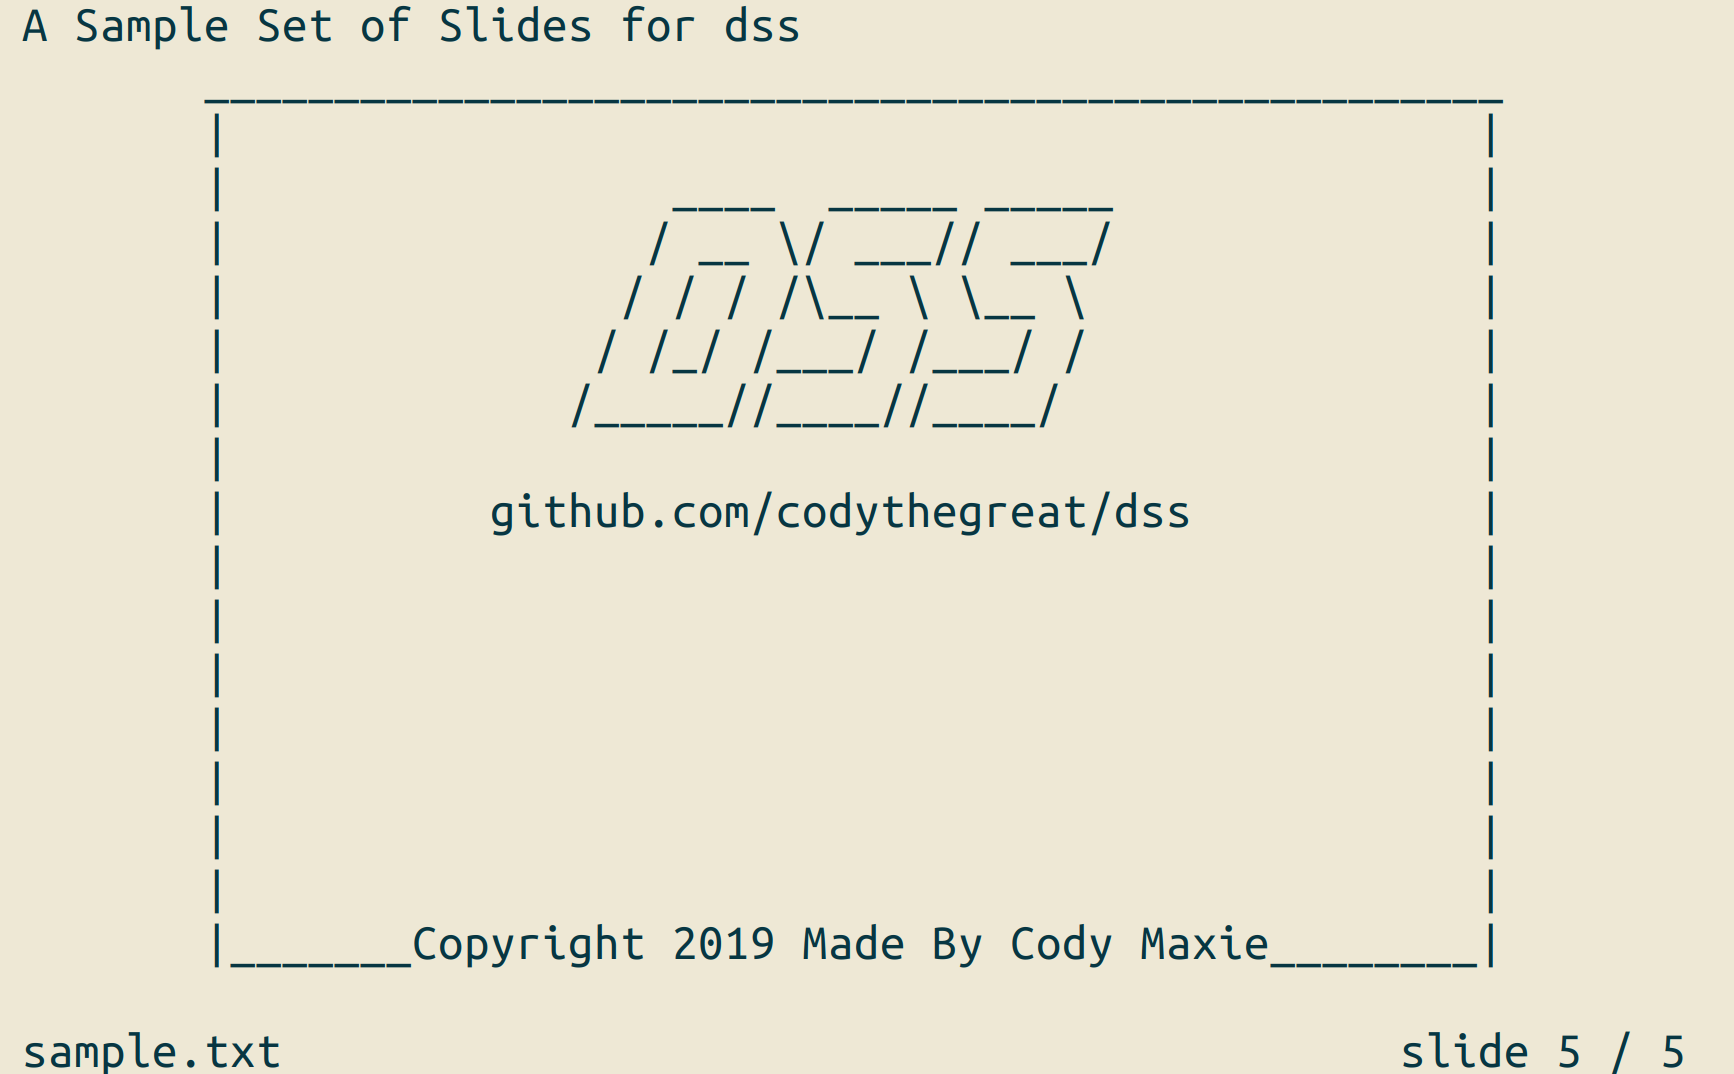 A Sample Set of Slides for dss
DSS
github.com/codythegreat/dss
Copyright 2019 Made By Cody Maxie
sample.txt
slide 5 / 5